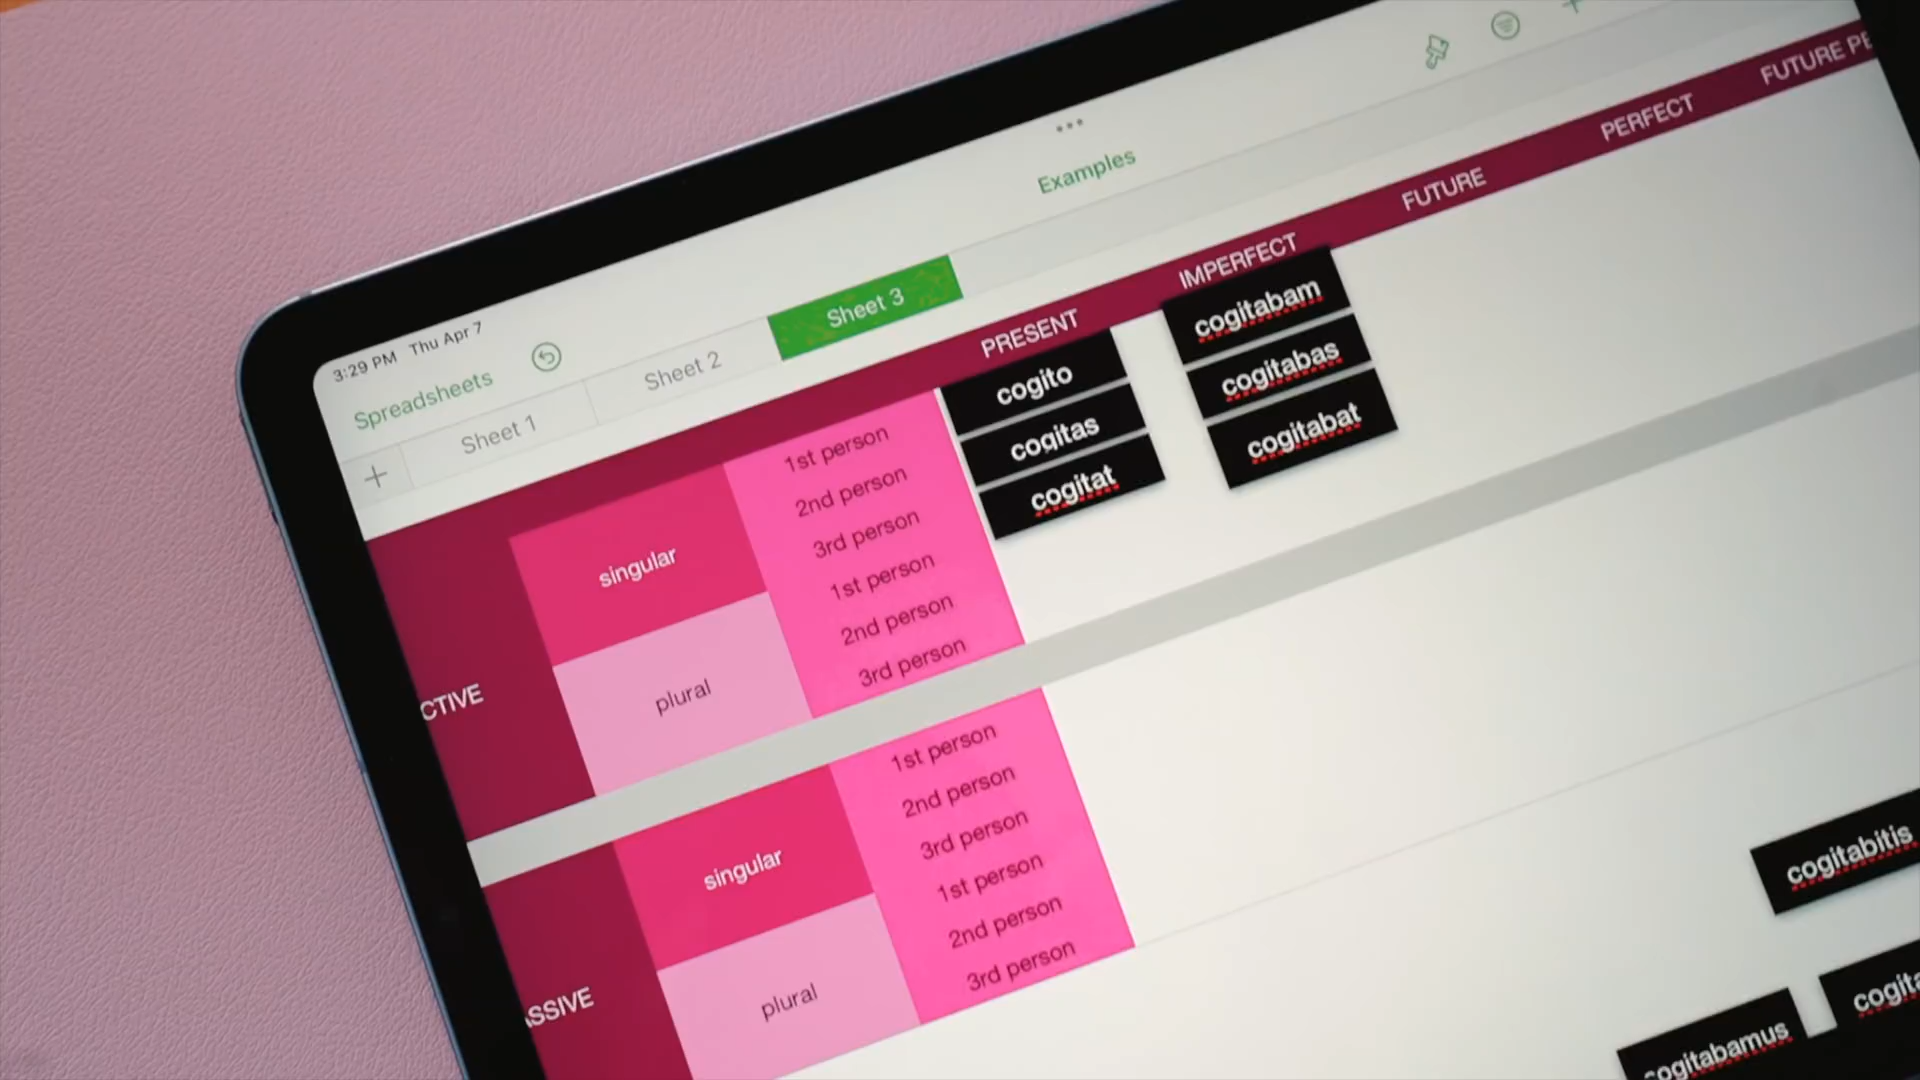 3:29 PM Thu Apr 7
Spreadsheets
Examples
Sheet 1
Sheet 2
Sheet 3
PRESENT
IMPERFECT
FUTURE
PERFECT
FUTURE
CTIVE
singular
1st person
2nd person
3rd person
plural
1st person
2nd person
3rd person
cogito
cogitas
cogitat
cogitabam
cogitabas
cogitabat
ASSIVE
singular
1st person
2nd person
3rd person
plural
1st person
2nd person
3rd person
cogitabitis
cogitabamus